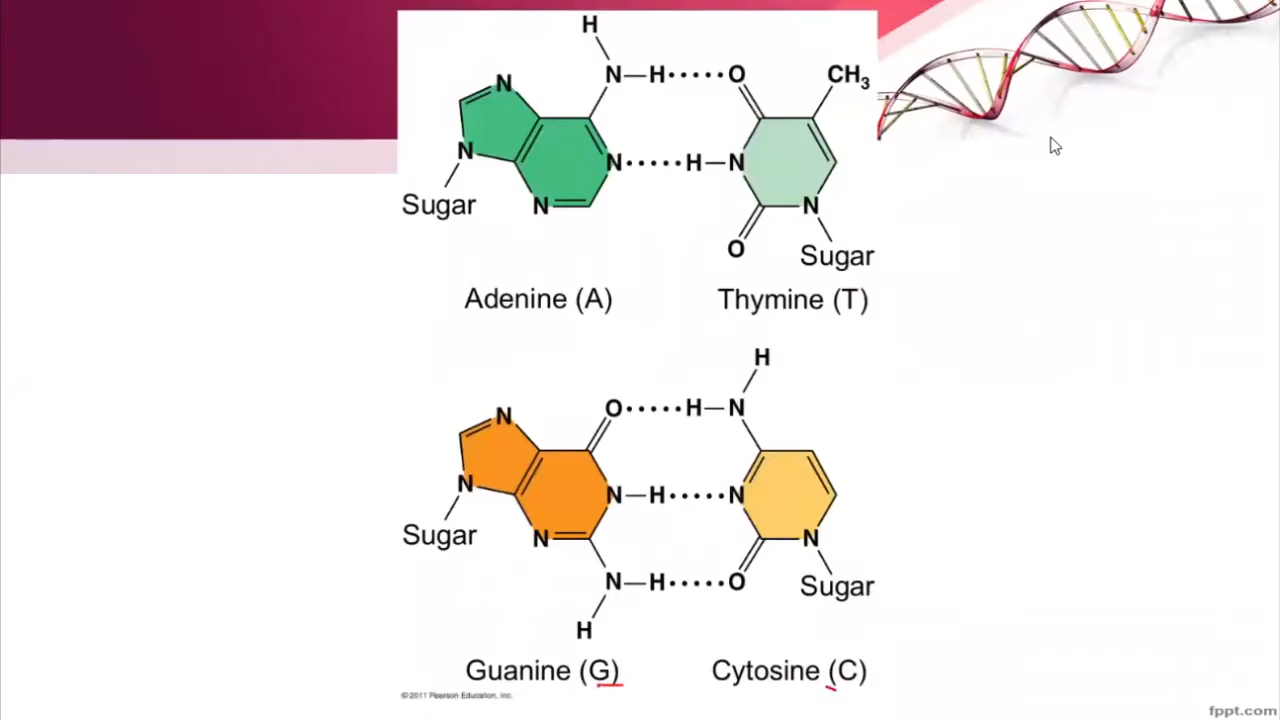 H
N N H O CH₃
N N H N
Sugar N N
O Sugar
Adenine (A) Thymine (T)
H
N O H N
N N H N
Sugar N N
N H O Sugar
H
Guanine (G) Cytosine (C)
© 2011 Pearson Education, Inc.
fppt.com